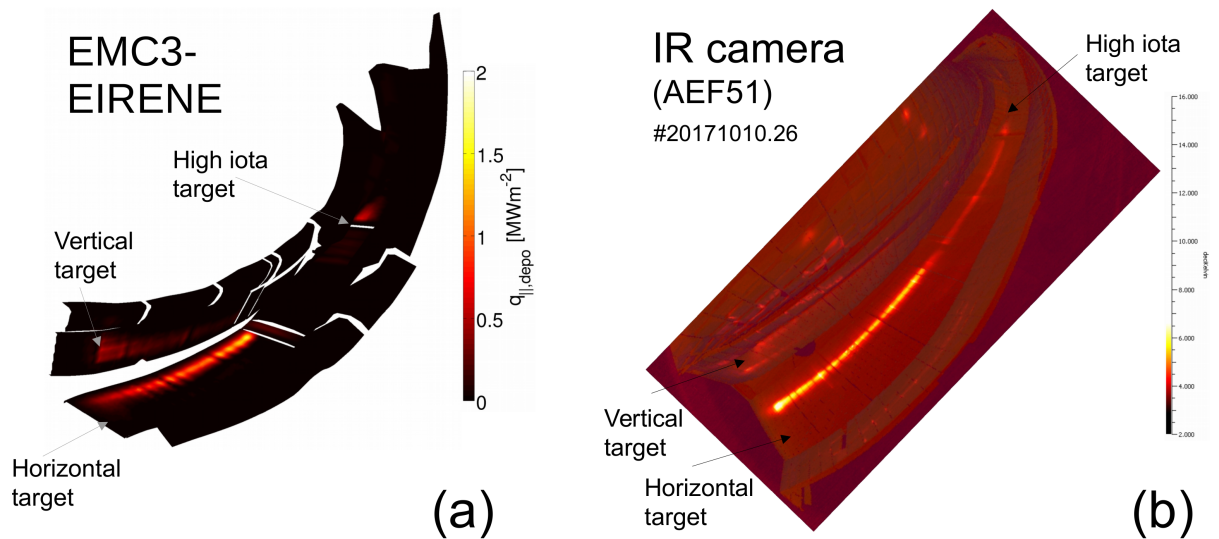 EMC3-
EIRENE
High iota
target
Vertical
target
Horizontal
target
2
1.5
1
0.5
0
q||,depo [MWm-2]
(a)
IR camera
(AEF51)
#20171010.26
High iota
target
Vertical
target
Horizontal
target
16.000
14.000
12.000
10.000
8.000
6.000
4.000
2.000
(b)